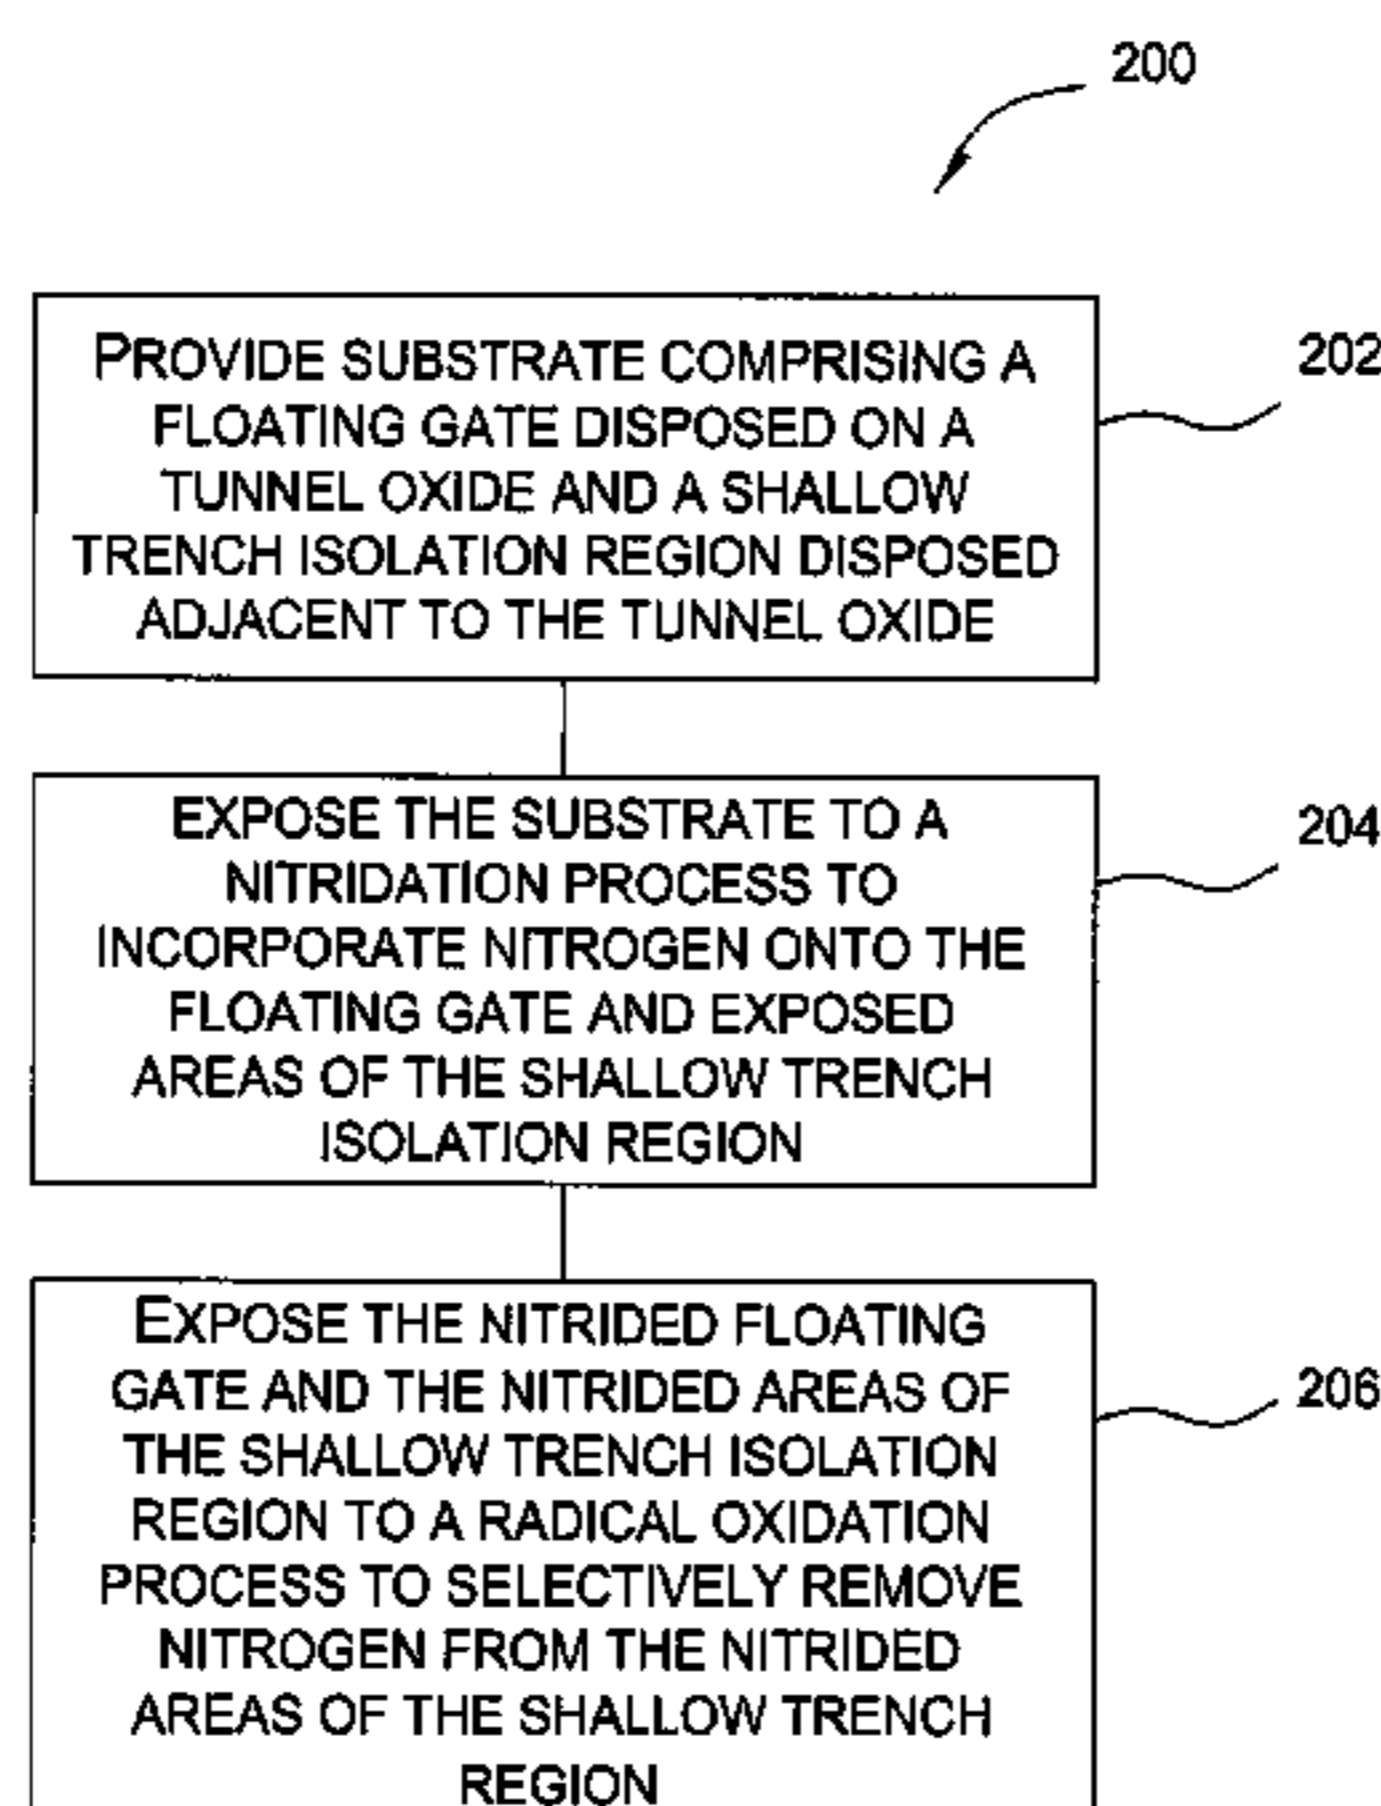 200
PROVIDE SUBSTRATE COMPRISING A
FLOATING GATE DISPOSED ON A
TUNNEL OXIDE AND A SHALLOW
TRENCH ISOLATION REGION DISPOSED
ADJACENT TO THE TUNNEL OXIDE
202
EXPOSE THE SUBSTRATE TO A
NITRIDATION PROCESS TO
INCORPORATE NITROGEN ONTO THE
FLOATING GATE AND EXPOSED
AREAS OF THE SHALLOW TRENCH
ISOLATION REGION
204
EXPOSE THE NITRIDED FLOATING
GATE AND THE NITRIDED AREAS OF
THE SHALLOW TRENCH ISOLATION
REGION TO A RADICAL OXIDATION
PROCESS TO SELECTIVELY REMOVE
NITROGEN FROM THE NITRIDED
AREAS OF THE SHALLOW TRENCH
REGION
206